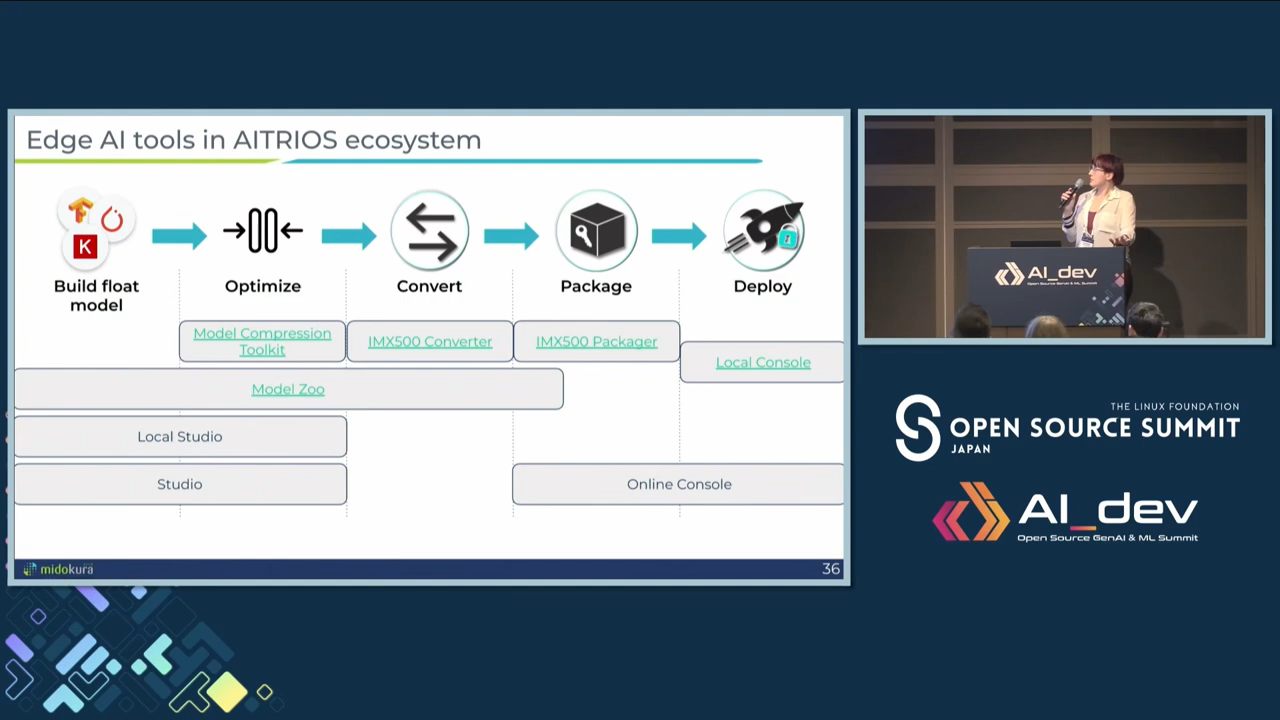 Edge AI tools in AITRIOS ecosystem
K
Build float
model
Optimize
Convert
Package
Deploy
Model Compression
Toolkit
IMX500 Converter
IMX500 Packager
Local Console
Model Zoo
Local Studio
Studio
Online Console
midokura
36
AI_dev
Open Source GenAI & ML Summit
THE LINUX FOUNDATION
OPEN SOURCE SUMMIT
JAPAN
AI_dev
Open Source GenAI & ML Summit